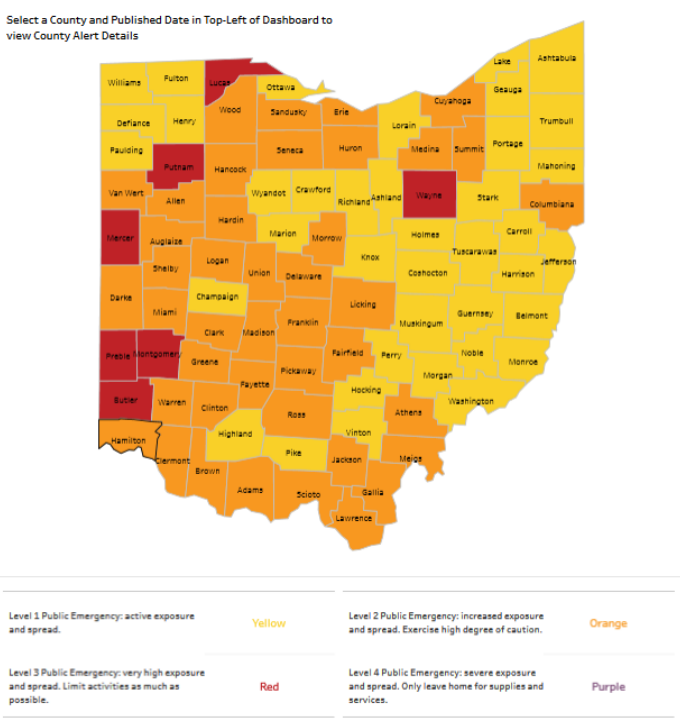 Select a County and Published Date in Top-Left of Dashboard to
view County Alert Details
Williams
Fulton
Lucas
Ottawa
Lake
Ashtabula
Geauga
Defiance
Henry
Wood
Sandusky
Erie
Cuyahoga
Lorain
Trumbull
Paulding
Putnam
Hancock
Seneca
Huron
Medina
Summit
Portage
Mahoning
Van Wert
Allen
Wyandot
Crawford
Richland
Ashland
Wayne
Stark
Columbiana
Mercer
Auglaize
Hardin
Marion
Morrow
Holmes
Carroll
Tuscarawas
Jefferson
Shelby
Logan
Union
Delaware
Knox
Coshocton
Harrison
Darke
Miami
Champaign
Licking
Muskingum
Guernsey
Belmont
Clark
Madison
Franklin
Preble
Montgomery
Greene
Pickaway
Fairfield
Perry
Noble
Monroe
Morgan
Butler
Warren
Clinton
Fayette
Ross
Hocking
Athens
Washington
Hamilton
Clermont
Highland
Pike
Vinton
Meigs
Brown
Adams
Scioto
Jackson
Gallia
Lawrence
Level 1 Public Emergency: active exposure
and spread.
Yellow
Level 2 Public Emergency: increased exposure
and spread. Exercise high degree of caution.
Orange
Level 3 Public Emergency: very high exposure
and spread. Limit activities as much as
possible.
Red
Level 4 Public Emergency: severe exposure
and spread. Only leave home for supplies and
services.
Purple